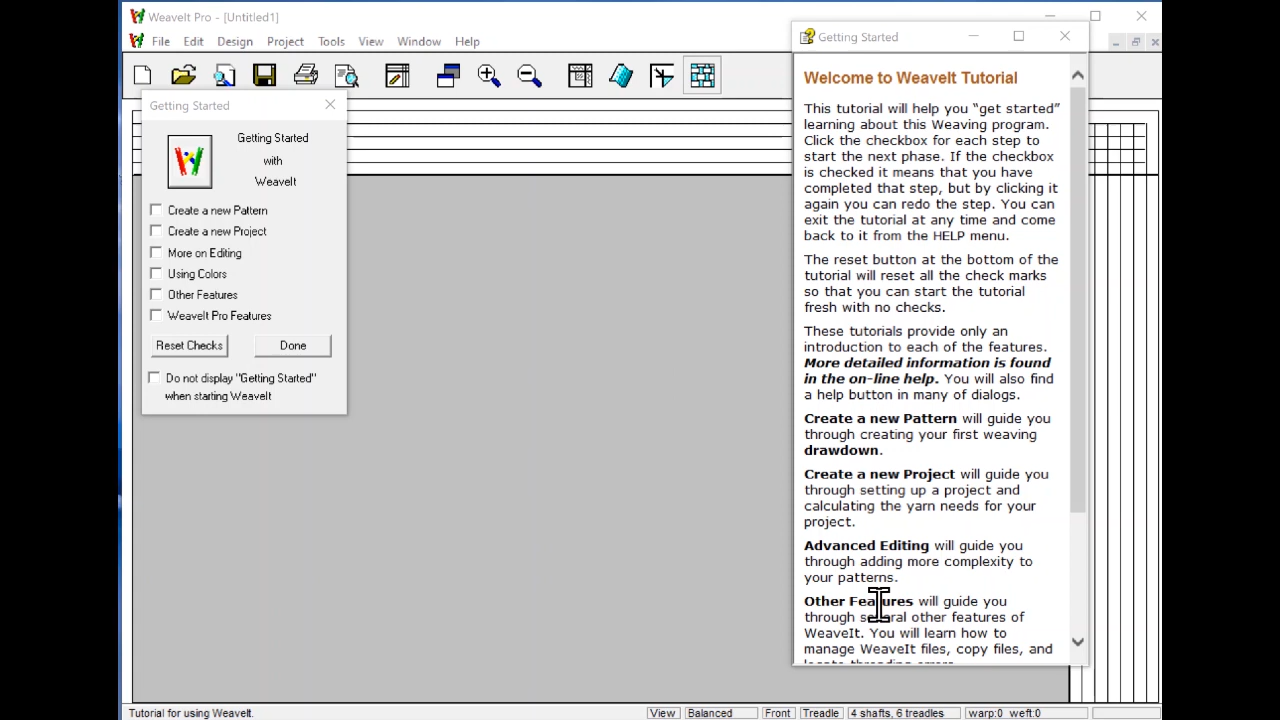 WeaveIt Pro - [Untitled1]
File Edit Design Project Tools View Window Help
Getting Started
Getting Started
with
WeaveIt
Create a new Pattern
Create a new Project
More on Editing
Using Colors
Other Features
WeaveIt Pro Features
Reset Checks Done
Do not display "Getting Started"
when starting WeaveIt
Getting Started
Welcome to WeaveIt Tutorial
This tutorial will help you “get started”
learning about this Weaving program.
Click the checkbox for each step to
start the next phase. If the checkbox
is checked it means that you have
completed that step, but by clicking it
again you can redo the step. You can
exit the tutorial at any time and come
back to it from the HELP menu.
The reset button at the bottom of the
tutorial will reset all the check marks
so that you can start the tutorial
fresh with no checks.
These tutorials provide only an
introduction to each of the features.
More detailed information is found
in the on-line help. You will also find
a help button in many of dialogs.
Create a new Pattern will guide you
through creating your first weaving
drawdown.
Create a new Project will guide you
through setting up a project and
calculating the yarn needs for your
project.
Advanced Editing will guide you
through adding more complexity to
your patterns.
Other Features will guide you
through several other features of
WeaveIt. You will learn how to
manage WeaveIt files, copy files, and
locate threading errors.
Tutorial for using WeaveIt. View Balanced Front Treadle 4 shafts, 6 treadles warp:0 weft:0